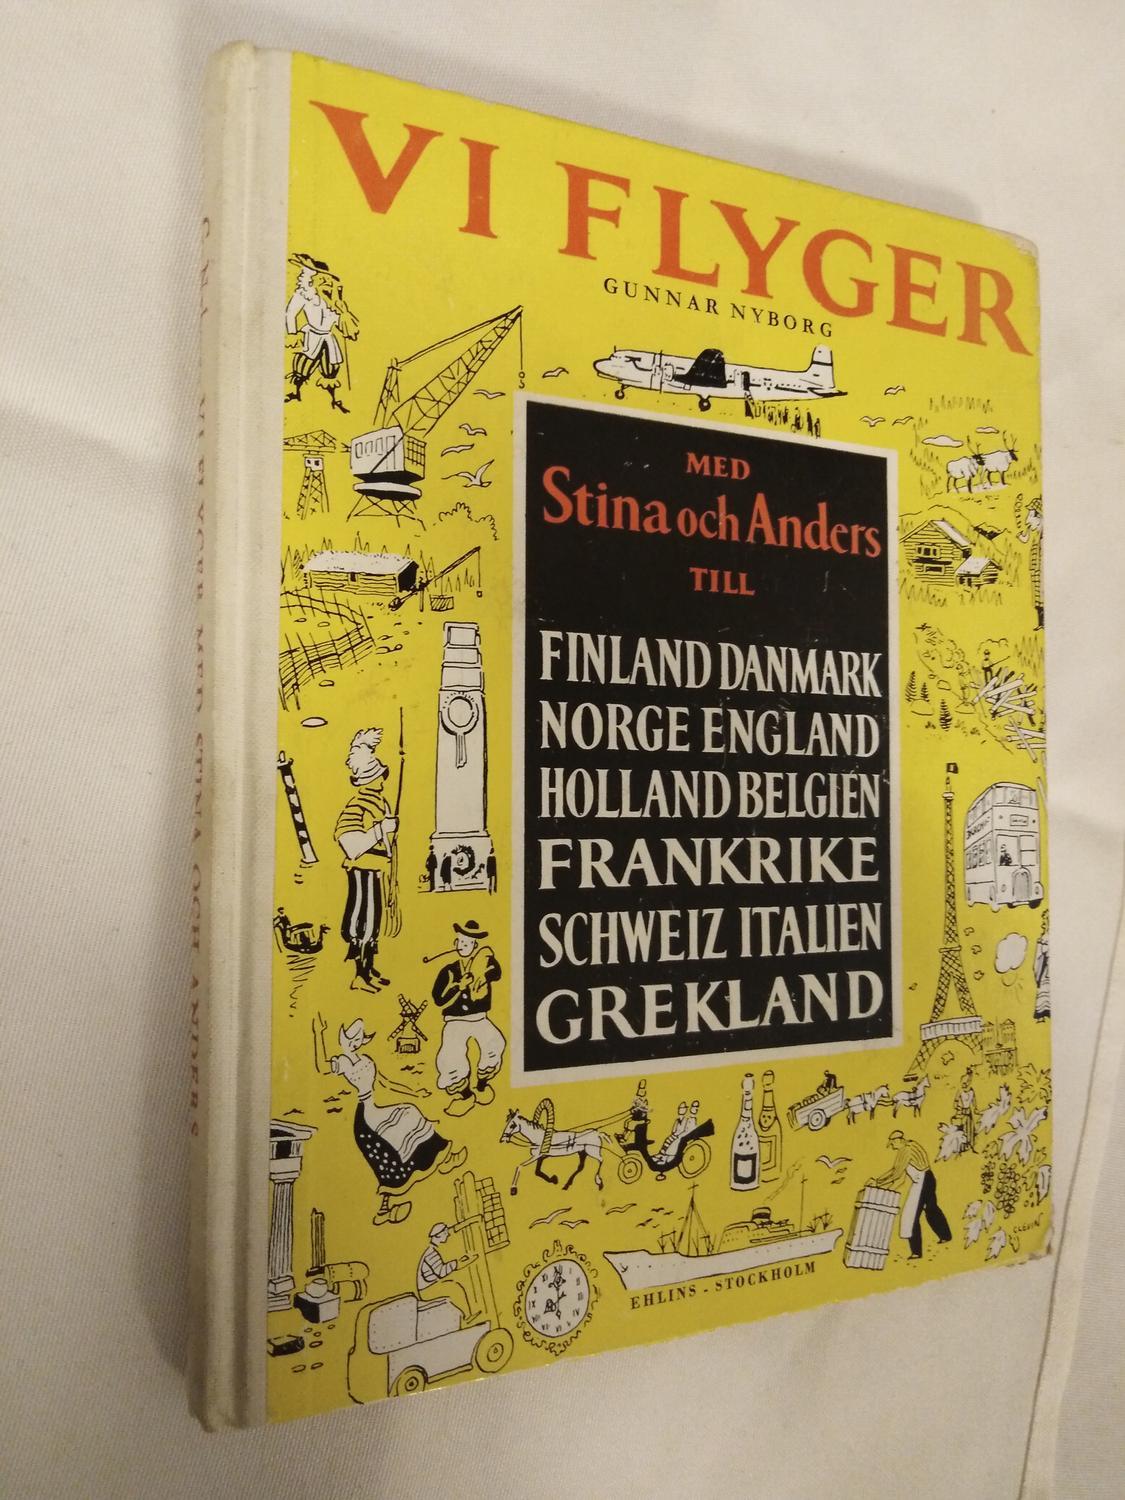 VI FLYGER
GUNNAR NYBORG
MED
Stina och Anders
TILL
FINLAND DANMARK
NORGE ENGLAND
HOLLAND BELGIEN
FRANKRIKE
SCHWEIZ ITALIEN
GREKLAND
EHLINS - STOCKHOLM
FLYGER MED STINA OCH ANDERS